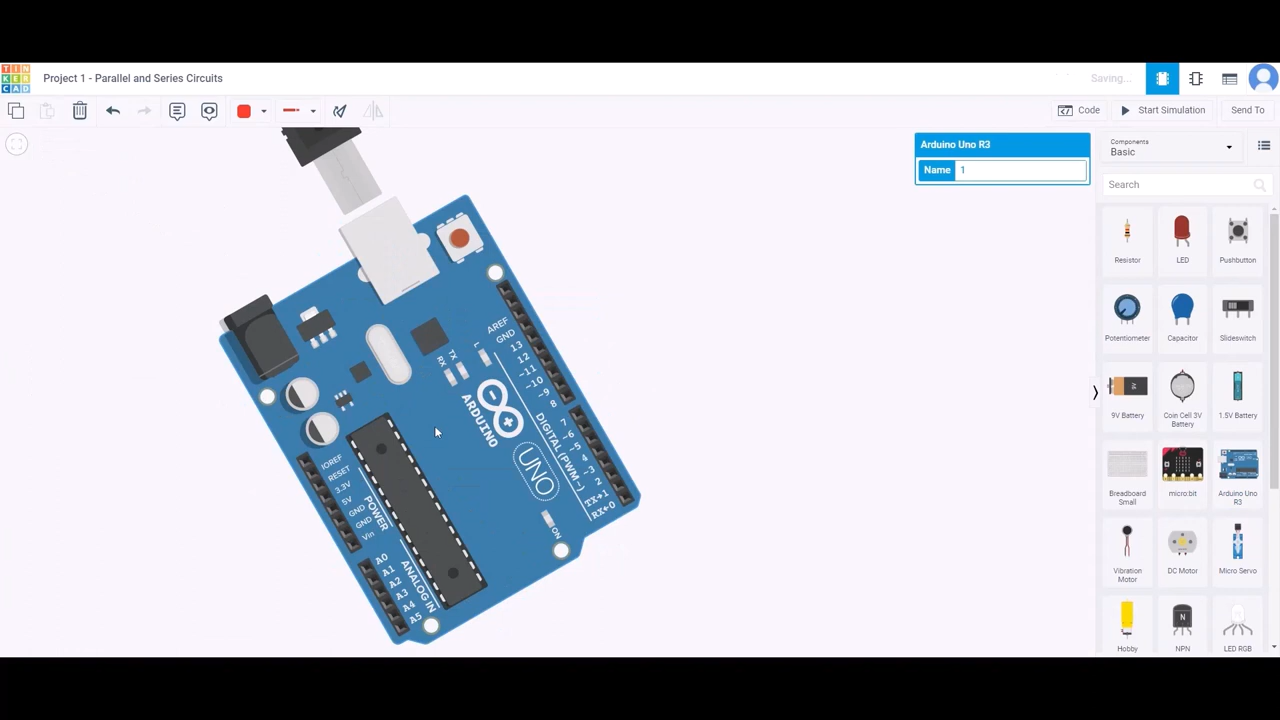 TINKERCAD
Project 1 - Parallel and Series Circuits
Saving...
Code
Start Simulation
Send To
Arduino Uno R3
Name 1
Components
Basic
Search
Resistor
LED
Pushbutton
Potentiometer
Capacitor
Slideswitch
9V Battery
Coin Cell 3V
Battery
1.5V Battery
Breadboard
Small
micro:bit
Arduino Uno
R3
Vibration
Motor
DC Motor
Micro Servo
Hobby
NPN
LED RGB
AREF
GND
13
12
~11
~10
~9
8
7
~6
~5
4
~3
2
TX→1
RX←0
DIGITAL (PWM~)
L
TX
RX
ARDUINO
UNO
ON
IOREF
RESET
3.3V
5V
GND
GND
Vin
POWER
A0
A1
A2
A3
A4
A5
ANALOG IN